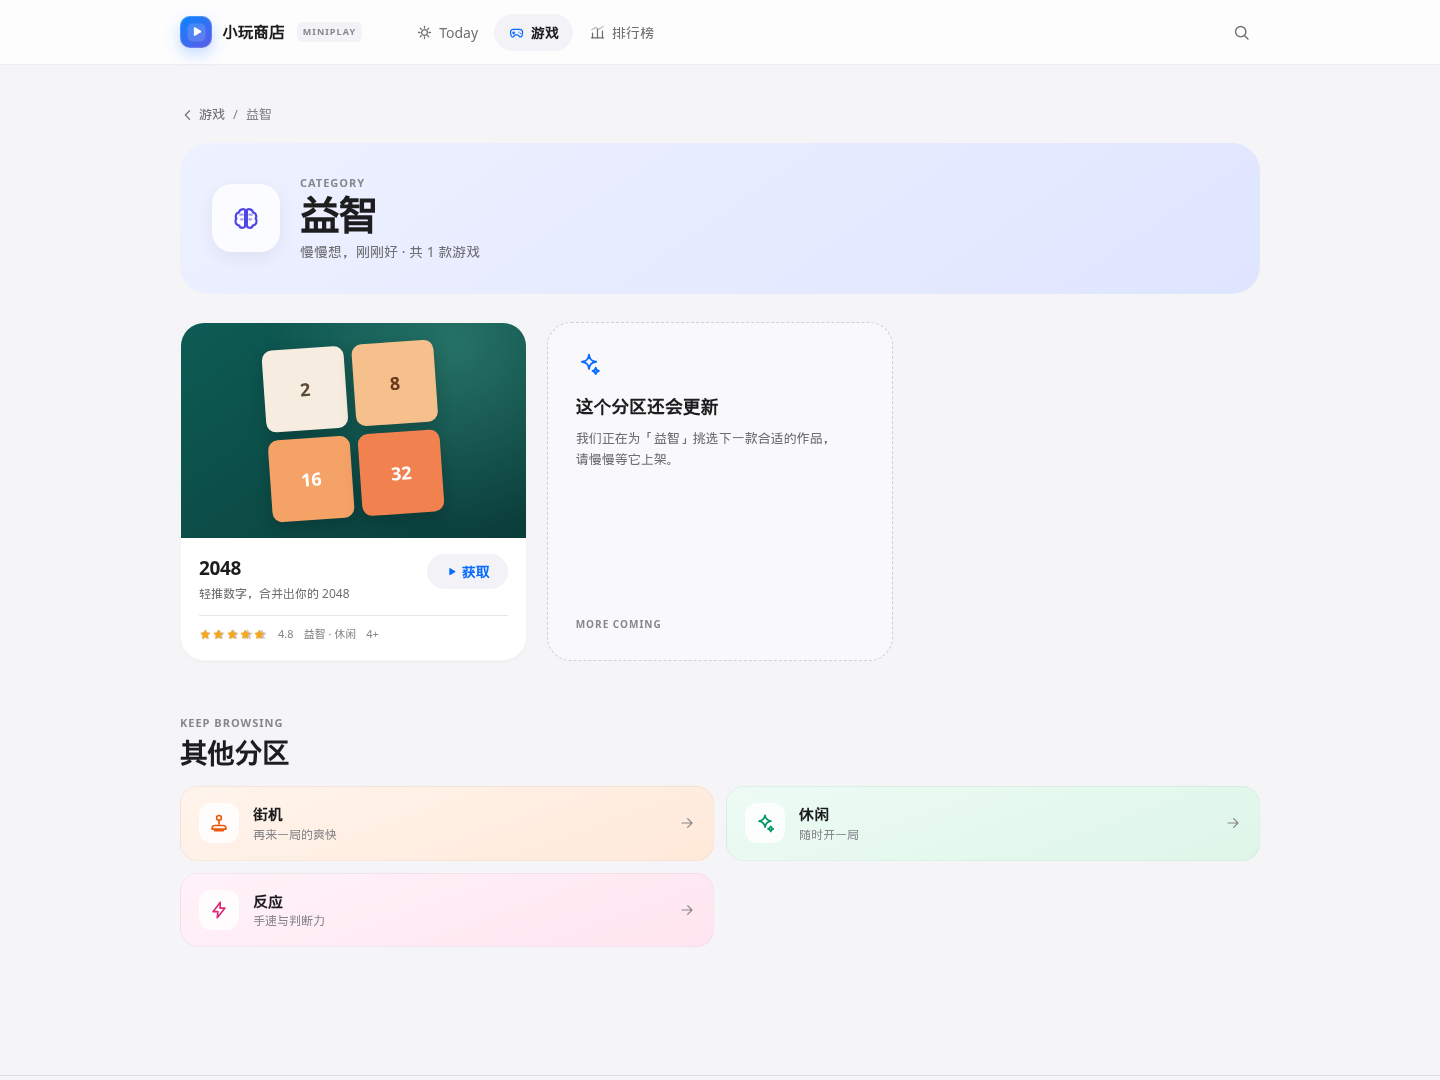 小玩商店 MINIPLAY Today 游戏 排行榜
游戏 / 益智
CATEGORY
益智
慢慢想，刚刚好 · 共 1 款游戏
2 8
16 32
2048
获取
轻推数字，合并出你的 2048
4.8 益智 · 休闲 4+
这个分区还会更新
我们正在为「益智」挑选下一款合适的作品，
请慢慢等它上架。
MORE COMING
KEEP BROWSING
其他分区
街机
再来一局的爽快
休闲
随时开一局
反应
手速与判断力